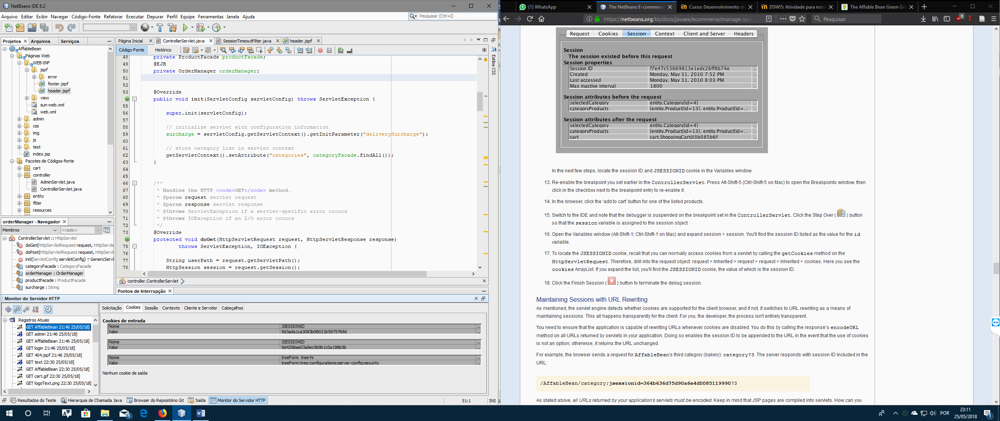 NetBeans IDE 8.2
Arquivo Editar Exibir Navegar Código-Fonte Refatorar Executar Depurar Perfil Equipe Ferramentas Janela Ajuda
Pesquisar (Ctrl+I)
Projetos Arquivos Serviços
AffableBean
Páginas Web
WEB-INF
jspf
error
footer.jspf
header.jspf
view
sun-web.xml
web.xml
admin
css
img
js
test
index.jsp
Pacotes de Códigos-fonte
cart
controller
AdminServlet.java
ControllerServlet.java
entity
filter
resources
orderManager - Navegador
Membros <vazio>
ControllerServlet :: HttpServlet
doGet(HttpServletRequest request, HttpServle
doPost(HttpServletRequest request, HttpServl
init(ServletConfig servletConfig) ↑ GenericServl
categoryFacade : CategoryFacade
orderManager : OrderManager
productFacade : ProductFacade
surcharge : String
Página Inicial ControllerServlet.java SessionTimeoutFilter.java header.jspf
Código-Fonte Histórico
48 private ProductFacade productFacade;
49 @EJB
50 private OrderManager orderManager;
51
52
53 @Override
public void init(ServletConfig servletConfig) throws ServletException {
55
56 super.init(servletConfig);
57
58 // initialize servlet with configuration information
59 surcharge = servletConfig.getServletContext().getInitParameter("deliverySurcharge");
60
61 // store category list in servlet context
62 getServletContext().setAttribute("categories", categoryFacade.findAll());
63 }
64
65
66 /**
67 * Handles the HTTP <code>GET</code> method.
68 * @param request servlet request
69 * @param response servlet response
70 * @throws ServletException if a servlet-specific error occurs
71 * @throws IOException if an I/O error occurs
72 */
73 @Override
protected void doGet(HttpServletRequest request, HttpServletResponse response)
75 throws ServletException, IOException {
76
77 String userPath = request.getServletPath();
78 HttpSession session = request.getSession();
controller.ControllerServlet
Estilos CSS
Pontos de Interrupção
Monitor do Servidor HTTP
Registros Atuais
GET AffableBean 21:46 25/05/18]
GET admin 21:46 25/05/18]
GET AffableBean 21:46 25/05/18]
GET login 21:46 25/05/18]
GET 404.jspf 21:46 25/05/18]
GET text 22:30 25/05/18]
GET AffableBean 22:30 25/05/18]
GET cart.gif 22:30 25/05/18]
GET logoText.png 22:30 25/05/18]
Solicitação Cookies Sessão Contexto Cliente e Servidor Cabeçalhos
Cookies de entrada
Nome JSESSIONID ..
Valor 9d3ada1ca3083b98021b5975769d ..
Nome JSESSIONID ..
Valor 9d4298ae03a8ec0b9b1c0a198b5b ..
Nome treeForm_tree-hi ..
Valor treeForm:tree:configurations:server-config:security ..
Nenhum cookie de saída
Resultados do Teste Hierarquia de Chamada Java Browser do Repositório Git Saída Monitor do Servidor HTTP
51:1 INS
(1) WhatsApp The NetBeans E-commerce Curso: Desenvolvimento de DSWI5: Atividade para nota The Affable Bean Green Gro
https://netbeans.org/kb/docs/javaee/ecommerce/manage-sess
Pesquisar
1
Request Cookies Session Context Client and Server Headers
Session
The session existed before this request
Session properties
Session ID f7e47c53669813e1edc26ff8b74e ..
Created Monday, May 31, 2010 7:52 PM ..
Last accessed Monday, May 31, 2010 8:03 PM ..
Max inactive interval 1800 ..
Session attributes before the request
selectedCategory entity.Category[id=4] ..
categoryProducts [entity.Product[id=13], entity.Product[id=... ..
Session attributes after the request
selectedCategory entity.Category[id=4] ..
categoryProducts [entity.Product[id=13], entity.Product[id=... ..
cart cart.ShoppingCart@3b085b6f ..
In the next few steps, locate the session ID and JSESSIONID cookie in the Variables window.
13. Re-enable the breakpoint you set earlier in the ControllerServlet. Press Alt-Shift-5 (Ctrl-Shift-5 on Mac) to open the Breakpoints window, then
click in the checkbox next to the breakpoint entry to re-enable it.
14. In the browser, click the 'add to cart' button for one of the listed products.
15. Switch to the IDE and note that the debugger is suspended on the breakpoint set in the ControllerServlet. Click the Step Over ( ) button
so that the session variable is assigned to the session object.
16. Open the Variables window (Alt-Shift-1; Ctrl-Shift-1 on Mac) and expand session > session. You'll find the session ID listed as the value for the id
variable.
17. To locate the JSESSIONID cookie, recall that you can normally access cookies from a servlet by calling the getCookies method on the
HttpServletRequest. Therefore, drill into the request object: request > Inherited > request > request > Inherited > cookies. Here you see the
cookies ArrayList. If you expand the list, you'll find the JSESSIONID cookie, the value of which is the session ID.
18. Click the Finish Session ( ) button to terminate the debug session.
Maintaining Sessions with URL Rewriting
As mentioned, the servlet engine detects whether cookies are supported for the client browser, and if not, it switches to URL rewriting as a means of
maintaining sessions. This all happens transparently for the client. For you, the developer, the process isn't entirely transparent.
You need to ensure that the application is capable of rewriting URLs whenever cookies are disabled. You do this by calling the response's encodeURL
method on all URLs returned by servlets in your application. Doing so enables the session ID to be appended to the URL in the event that the use of cookies
is not an option; otherwise, it returns the URL unchanged.
For example, the browser sends a request for AffableBean's third category (bakery): category?3. The server responds with session ID included in the
URL:
/AffableBean/category;jsessionid=364b636d75d90a6e4d0085119990?3
As stated above, all URLs returned by your application's servlets must be encoded. Keep in mind that JSP pages are compiled into servlets. How can you
5
POR
23:11
25/05/2018
1